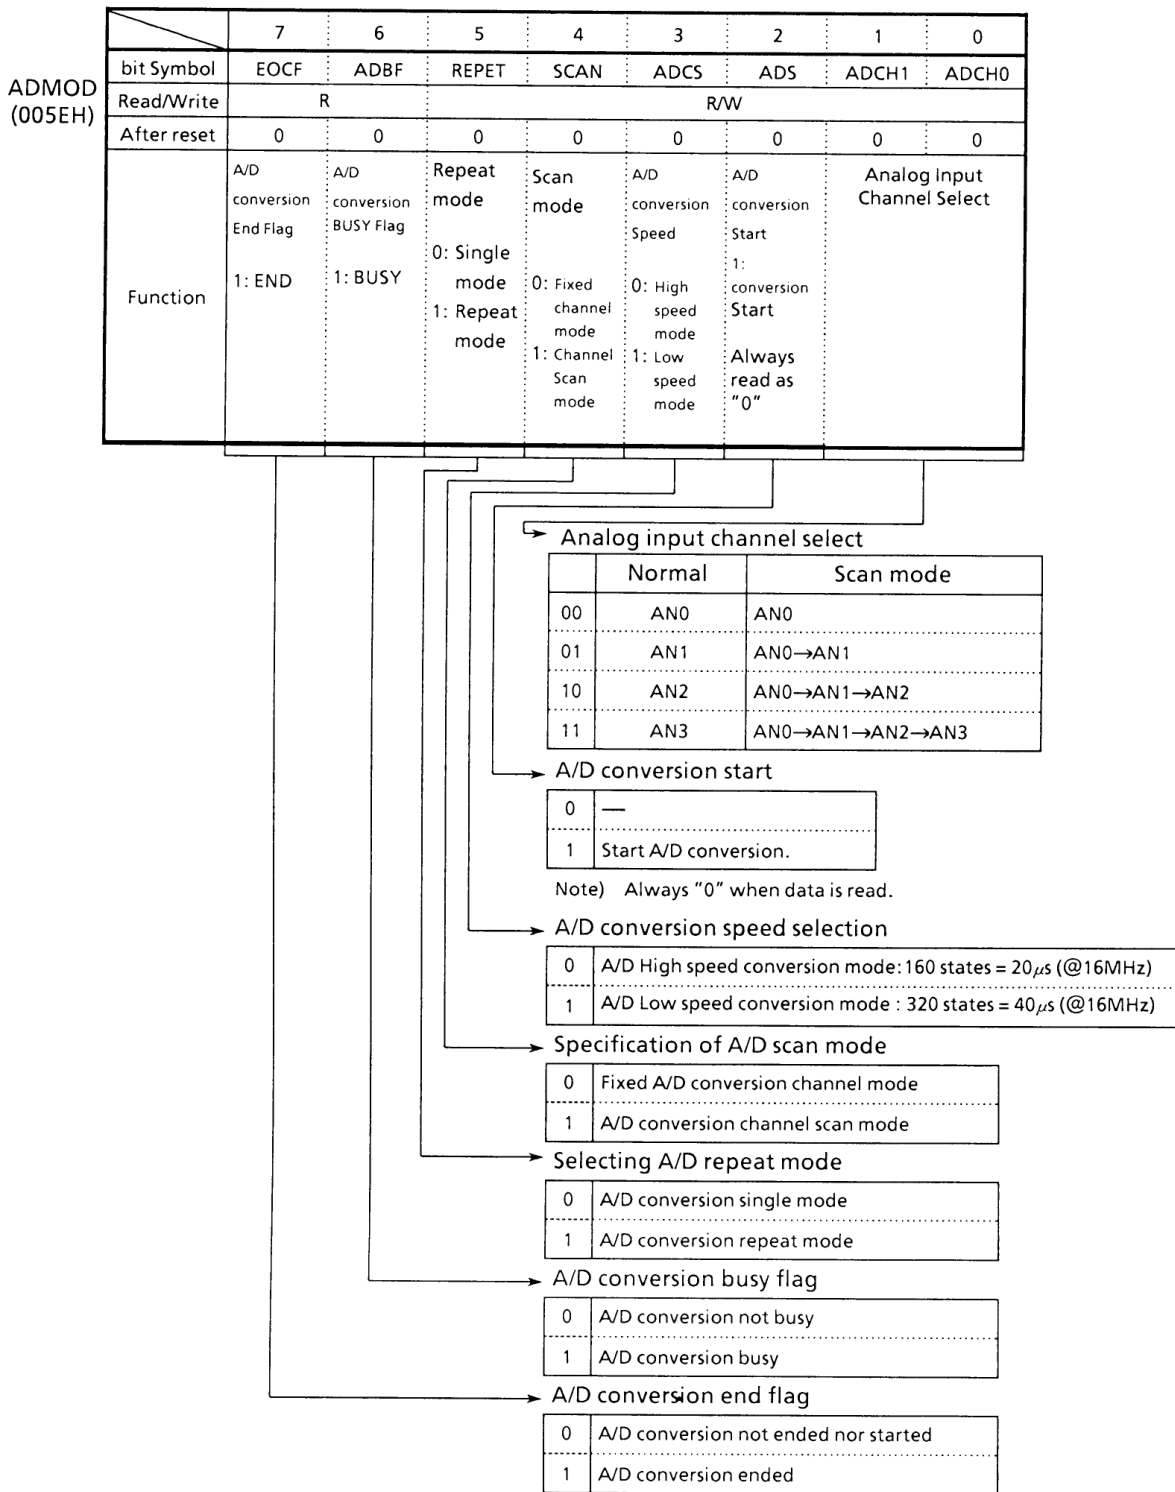 7 6 5 4 3 2 1 0
bit Symbol EOCF ADBF REPET SCAN ADCS ADS ADCH1 ADCH0
ADMOD
(005EH)
Read/Write R R/W
After reset 0 0 0 0 0 0 0 0
Function
A/D
conversion
End Flag
1: END
A/D
conversion
BUSY Flag
1: BUSY
Repeat
mode
0: Single
mode
1: Repeat
mode
Scan
mode
0: Fixed
channel
mode
1: Channel
Scan
mode
A/D
conversion
Speed
0: High
speed
mode
1: Low
speed
mode
A/D
conversion
Start
1:
conversion
Start
Always
read as
"0"
Analog Input
Channel Select
Analog input channel select
Normal Scan mode
00 AN0 AN0
01 AN1 AN0→AN1
10 AN2 AN0→AN1→AN2
11 AN3 AN0→AN1→AN2→AN3
A/D conversion start
0 —
1 Start A/D conversion.
Note) Always "0" when data is read.
A/D conversion speed selection
0 A/D High speed conversion mode: 160 states = 20μs (@16MHz)
1 A/D Low speed conversion mode : 320 states = 40μs (@16MHz)
Specification of A/D scan mode
0 Fixed A/D conversion channel mode
1 A/D conversion channel scan mode
Selecting A/D repeat mode
0 A/D conversion single mode
1 A/D conversion repeat mode
A/D conversion busy flag
0 A/D conversion not busy
1 A/D conversion busy
A/D conversion end flag
0 A/D conversion not ended nor started
1 A/D conversion ended